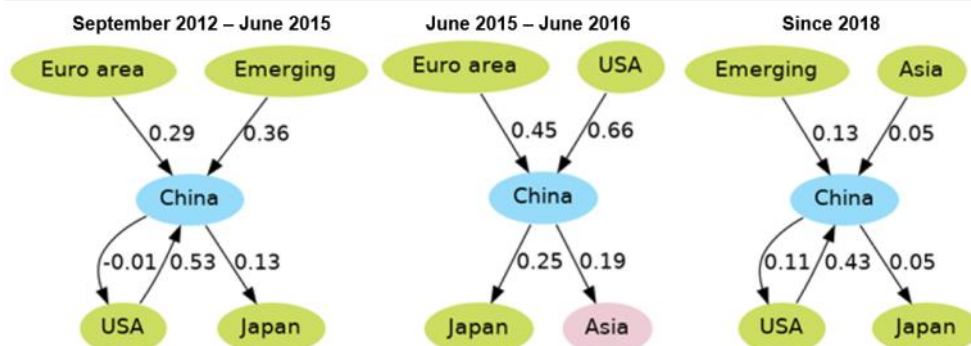 September 2012 – June 2015 June 2015 – June 2016 Since 2018
Euro area Emerging Euro area USA Emerging Asia
0.29 0.36 0.45 0.66 0.13 0.05
China China China
-0.01 0.53 0.13 0.25 0.19 0.11 0.43 0.05
USA Japan Japan Asia USA Japan